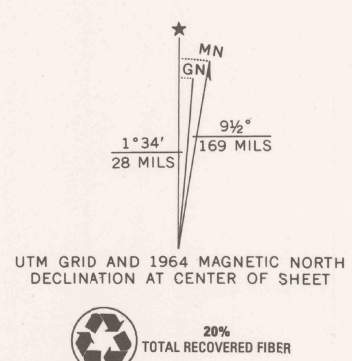 MN
GN
1°34′
28 MILS
9½°
169 MILS
UTM GRID AND 1964 MAGNETIC NORTH
DECLINATION AT CENTER OF SHEET
20%
TOTAL RECOVERED FIBER